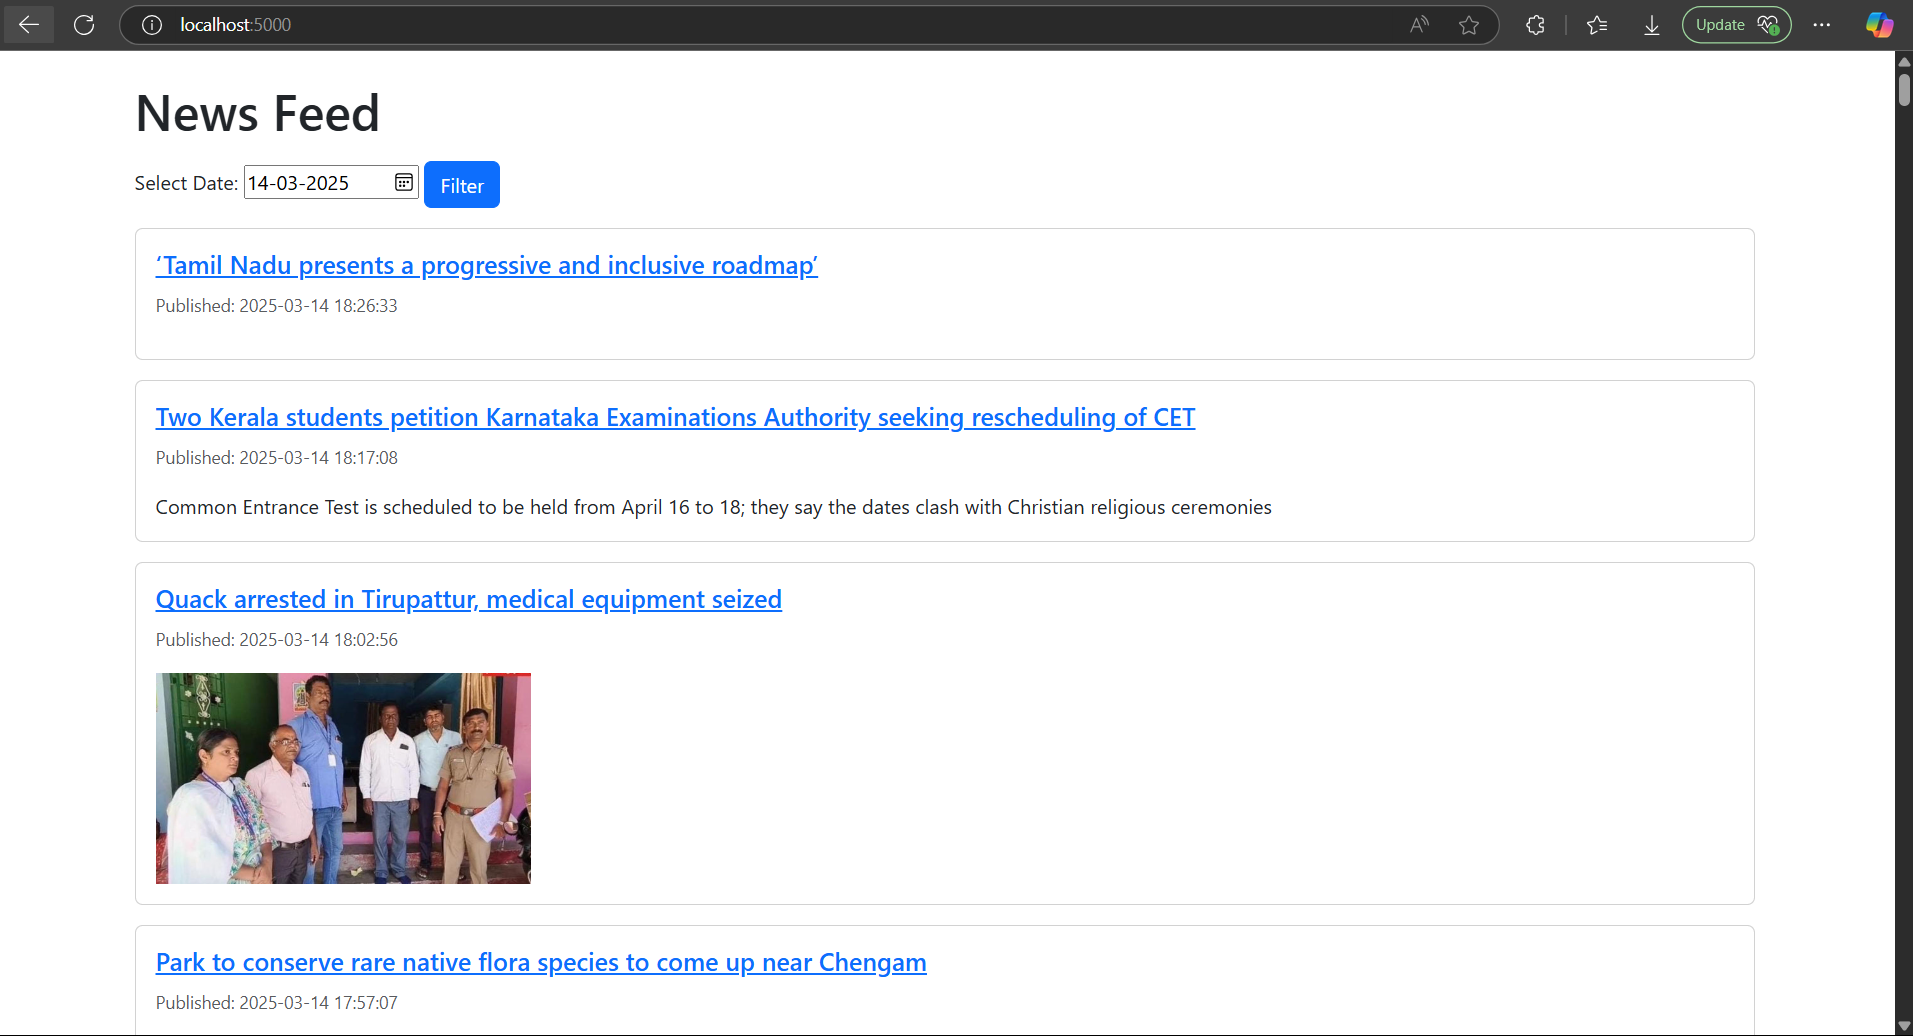 localhost:5000
Update
News Feed
Select Date: 14-03-2025 Filter
‘Tamil Nadu presents a progressive and inclusive roadmap’
Published: 2025-03-14 18:26:33
Two Kerala students petition Karnataka Examinations Authority seeking rescheduling of CET
Published: 2025-03-14 18:17:08
Common Entrance Test is scheduled to be held from April 16 to 18; they say the dates clash with Christian religious ceremonies
Quack arrested in Tirupattur, medical equipment seized
Published: 2025-03-14 18:02:56
Park to conserve rare native flora species to come up near Chengam
Published: 2025-03-14 17:57:07